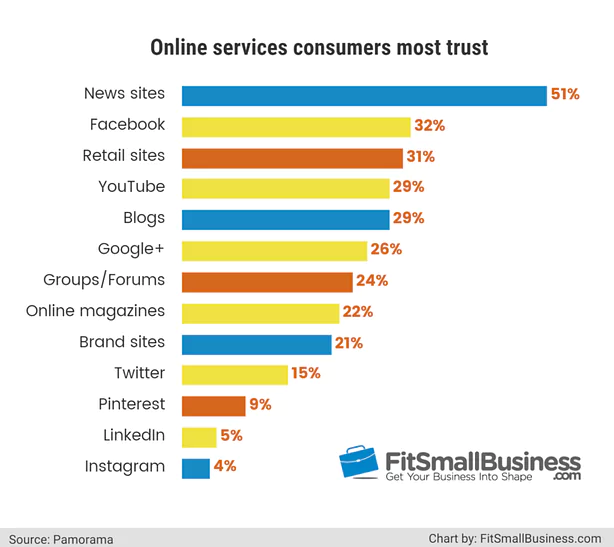 Online services consumers most trust
News sites 51%
Facebook 32%
Retail sites 31%
YouTube 29%
Blogs 29%
Google+ 26%
Groups/Forums 24%
Online magazines 22%
Brand sites 21%
Twitter 15%
Pinterest 9%
LinkedIn 5%
Instagram 4%
FitSmallBusiness
.com
Get Your Business Into Shape
Source: Pamorama
Chart by: FitSmallBusiness.com